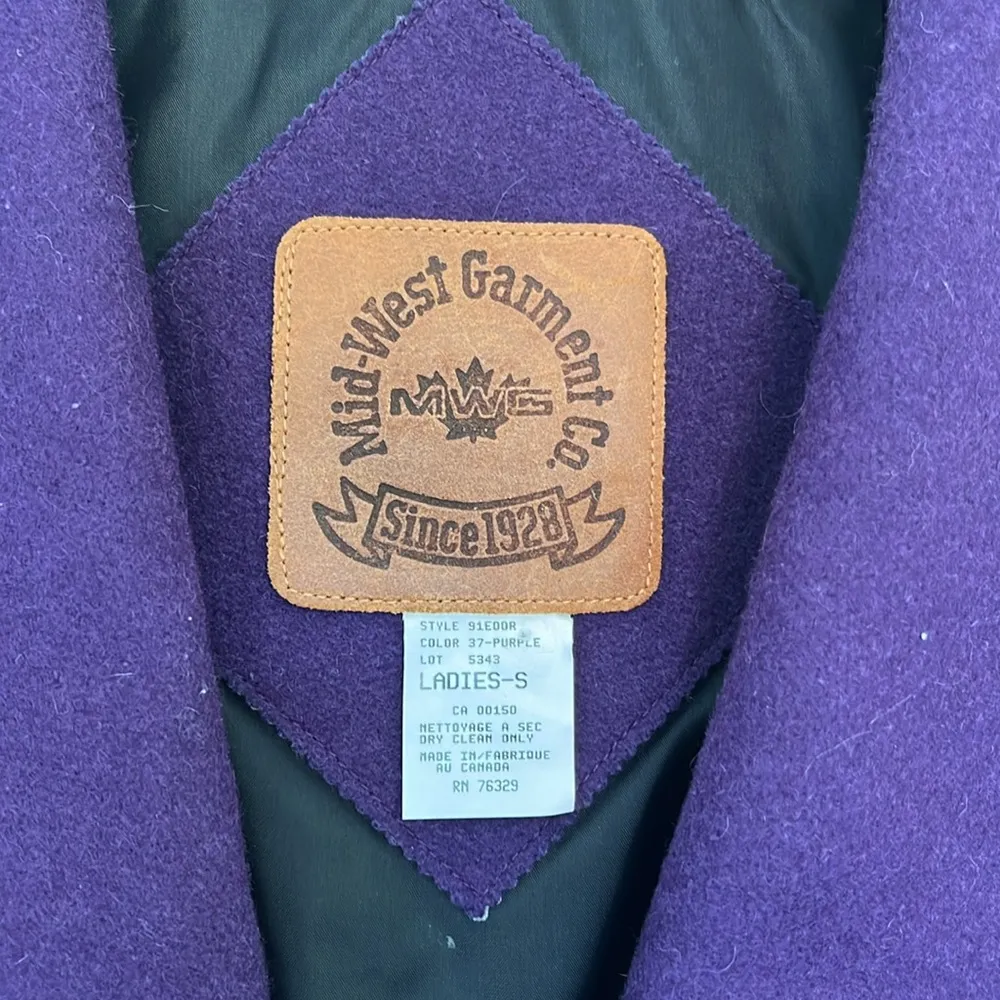 Mid-West Garment Co.
MWG
Since 1928
STYLE 91EDOR
COLOR 37-PURPLE
LOT 5343
LADIES-S
CA 00150
NETTOYAGE A SEC
DRY CLEAN ONLY
MADE IN/FABRIQUE
AU CANADA
RN 76329